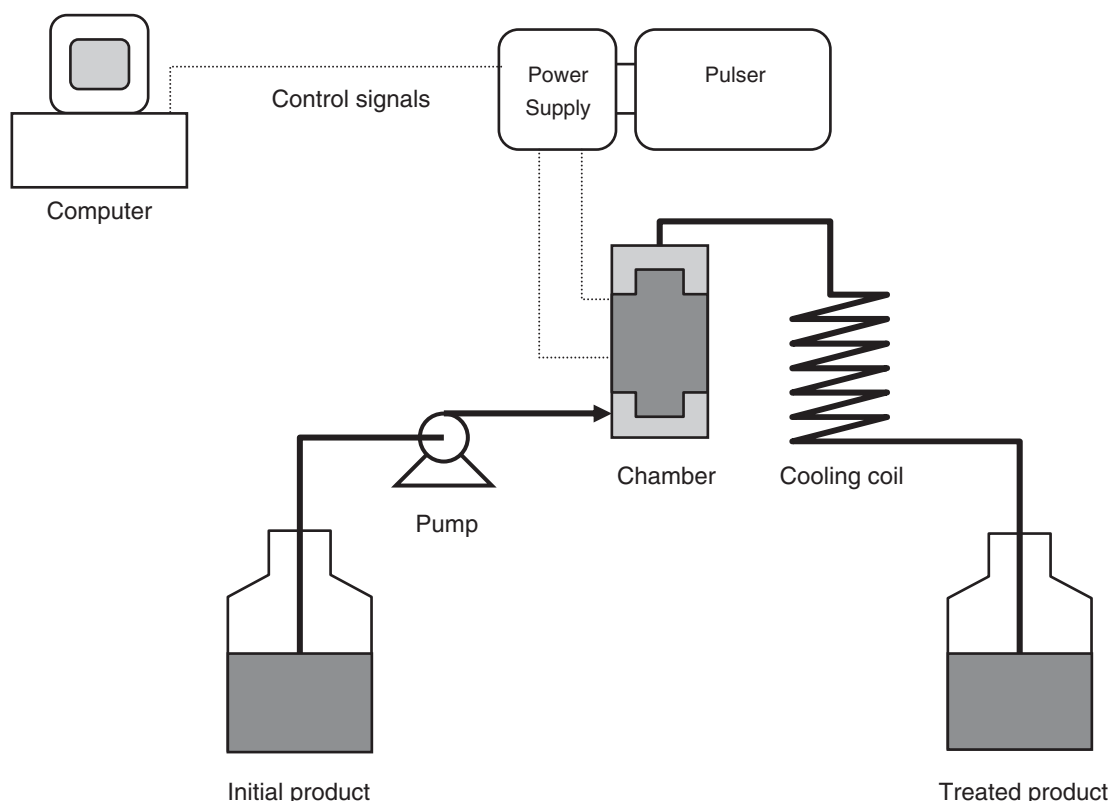 Power
Supply
Pulser
Control signals
Computer
Chamber
Cooling coil
Pump
Initial product
Treated product